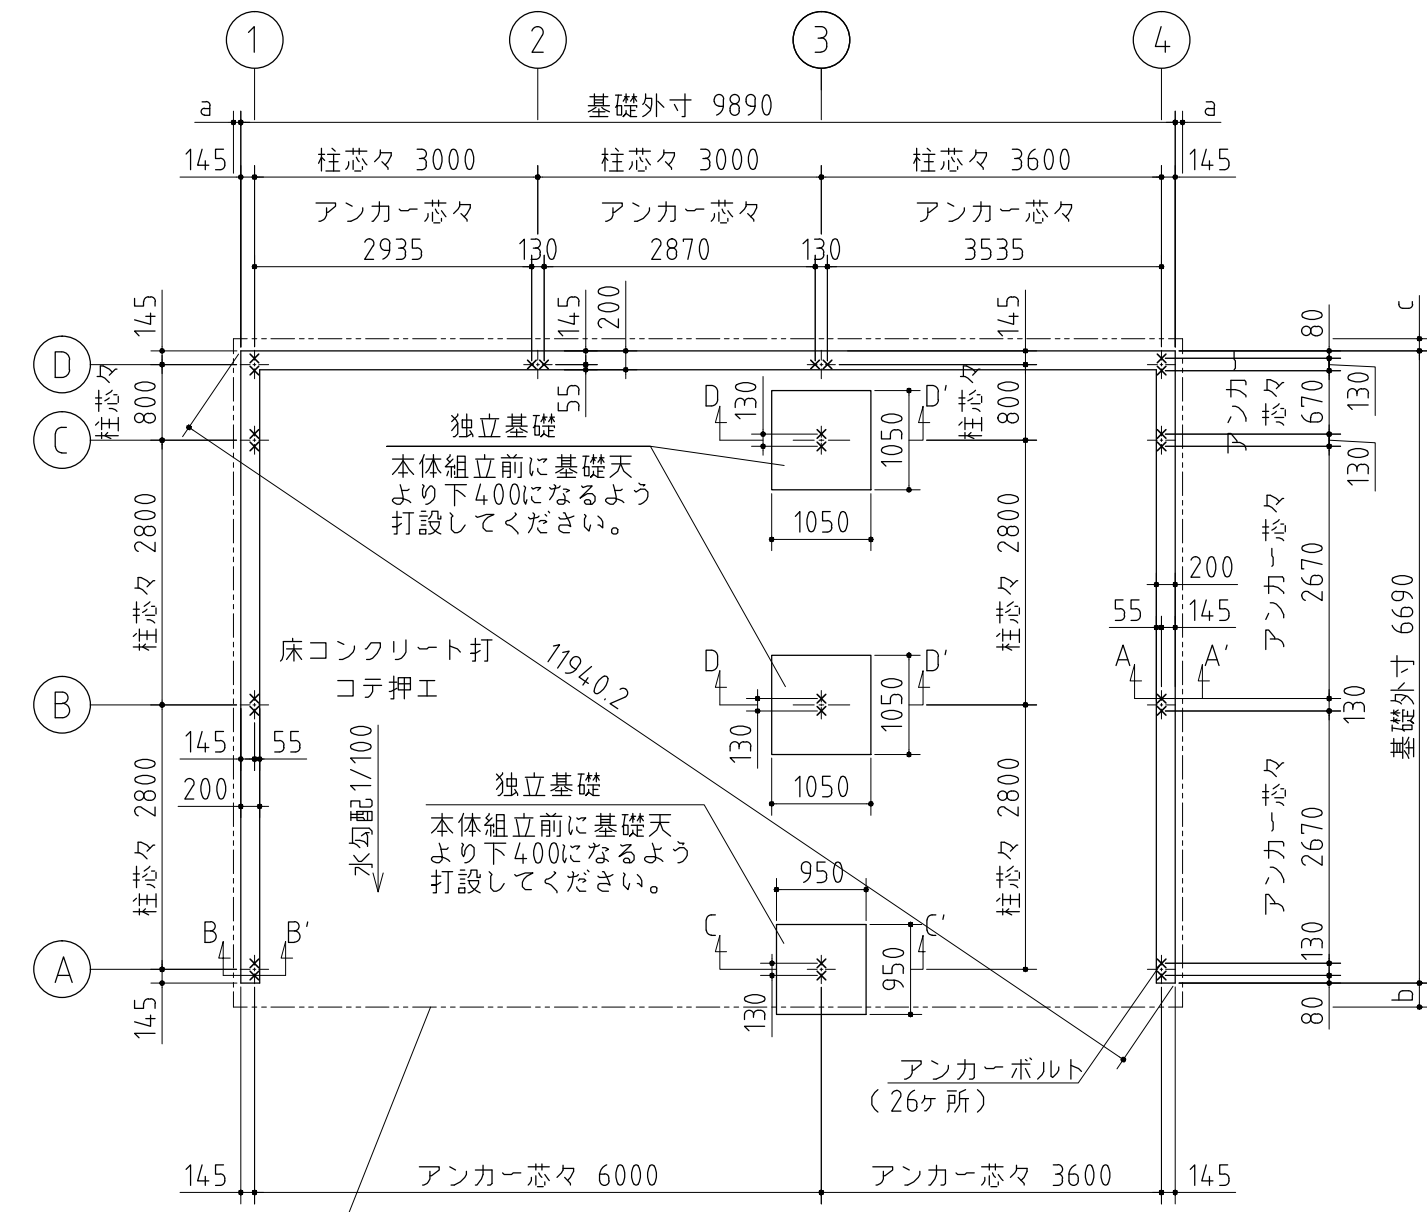 1 2 3 4
a 基礎外寸 9890 a
145 柱芯々 3000 柱芯々 3000 柱芯々 3600 145
アンカー芯々 アンカー芯々 アンカー芯々
2935 130 2870 130 3535
145 145 200 145 80 c
D
柱芯々 800 55 柱芯々 800 アンカー芯々 670 130
C
独立基礎
本体組立前に基礎天
より下400になるよう
打設してください。
D 130 D' 1050
1050
130
柱芯々 2800 柱芯々 2800 アンカー芯々 2670
200
55 145
A A'
基礎外寸 6690
床コンクリート打
コテ押エ
11940.2
D D' 1050
130
1050
130
B
145 55
200
水勾配1/100
柱芯々 2800 柱芯々 2800 アンカー芯々 2670
独立基礎
本体組立前に基礎天
より下400になるよう
打設してください。
950
B B' C C' 950 130
A
145 130 80 b
アンカーボルト
(26ヶ所)
145 アンカー芯々 6000 アンカー芯々 3600 145